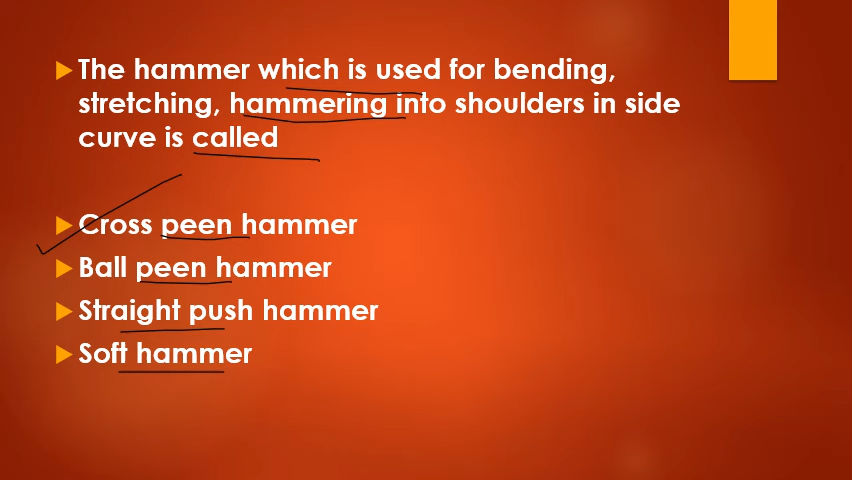 The hammer which is used for bending,
stretching, hammering into shoulders in side
curve is called
Cross peen hammer
Ball peen hammer
Straight push hammer
Soft hammer